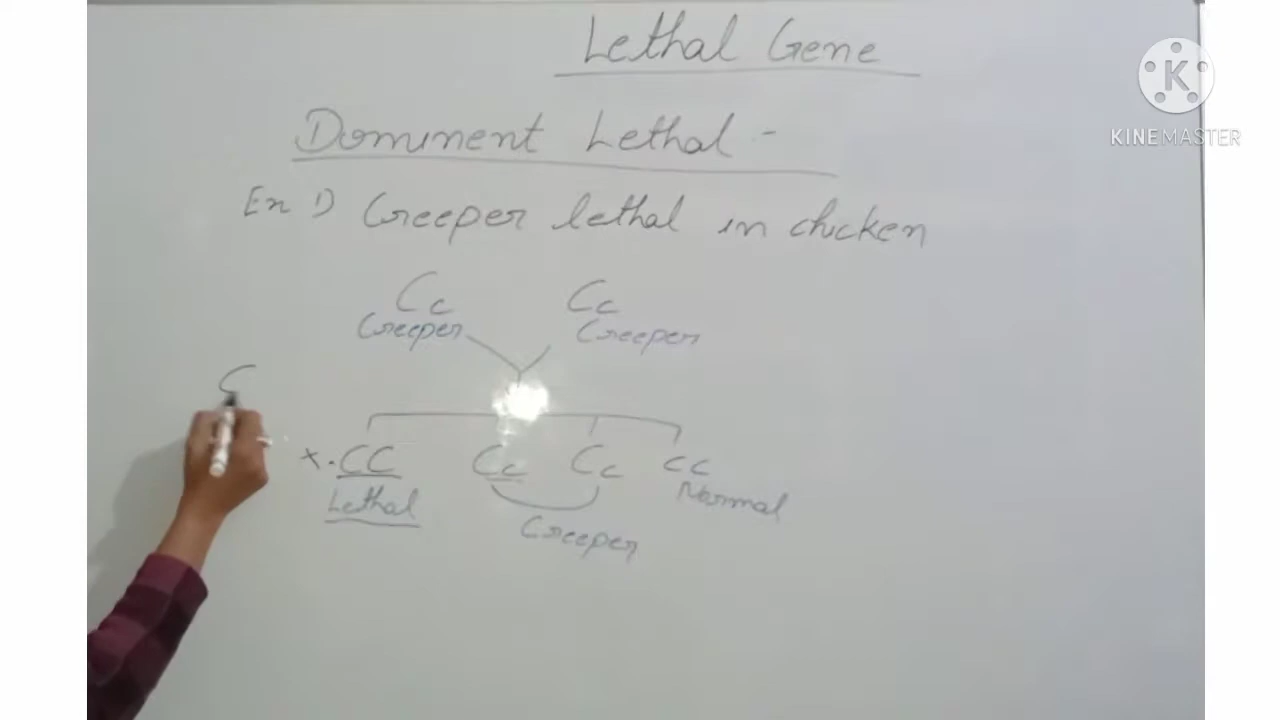 Lethal Gene
K
KINEMASTER
Dominent Lethal -
Ex 1) Creeper lethal in chicken
Cc Cc
Creeper Creeper
C
x. CC Cc Cc cc
Lethal Normal
Creeper